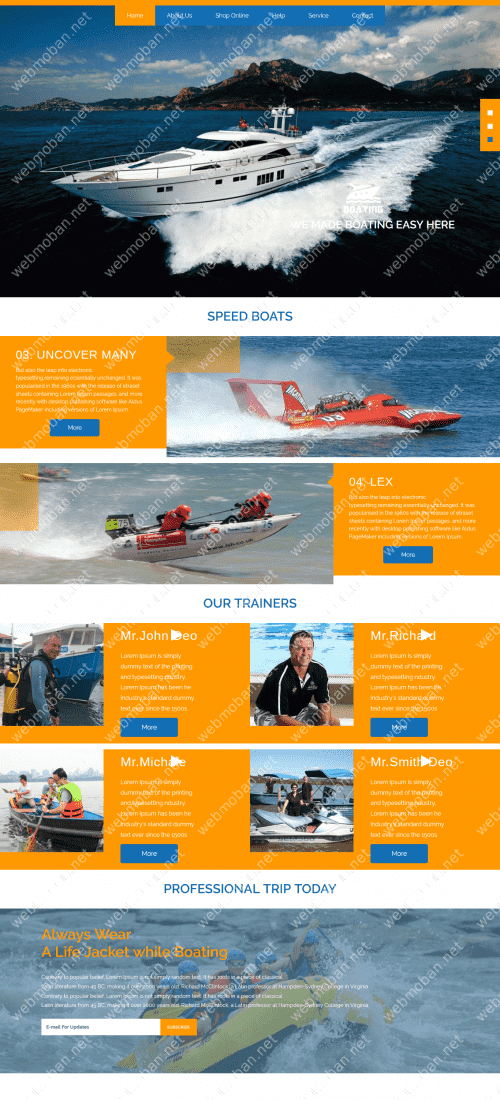 Home About Us Shop Online Help Service Contact
BOATING
WE MADE BOATING EASY HERE
SPEED BOATS
03. UNCOVER MANY
But also the leap into electronic
typesetting,remaining essentially unchanged. It was
popularised in the 1960s with the release of Letraset
sheets containing Lorem Ipsum passages, and more
recently with desktop publishing software like Aldus
PageMaker including versions of Lorem Ipsum
More
04. LEX
But also the leap into electronic
typesetting,remaining essentially unchanged. It was
popularised in the 1960s with the release of Letraset
sheets containing Lorem Ipsum passages, and more
recently with desktop publishing software like Aldus
PageMaker including versions of Lorem Ipsum
More
OUR TRAINERS
Mr.John Deo
Lorem Ipsum is simply
dummy text of the printing
and typesetting industry.
Lorem Ipsum has been the
industry's standard dummy
text ever since the 1500s
More
Mr.Richard
Lorem Ipsum is simply
dummy text of the printing
and typesetting industry.
Lorem Ipsum has been the
industry's standard dummy
text ever since the 1500s
More
Mr.Michale
Lorem Ipsum is simply
dummy text of the printing
and typesetting industry.
Lorem Ipsum has been the
industry's standard dummy
text ever since the 1500s
More
Mr.Smith Deo
Lorem Ipsum is simply
dummy text of the printing
and typesetting industry.
Lorem Ipsum has been the
industry's standard dummy
text ever since the 1500s
More
PROFESSIONAL TRIP TODAY
Always Wear
A Life Jacket while Boating
Contrary to popular belief, Lorem Ipsum is not simply random text. It has roots in a piece of classical
Latin literature from 45 BC, making it over 2000 years old. Richard McClintock, a Latin professor at Hampden-Sydney College in Virginia
Contrary to popular belief, Lorem Ipsum is not simply random text. It has roots in a piece of classical
Latin literature from 45 BC, making it over 2000 years old. Richard McClintock, a Latin professor at Hampden-Sydney College in Virginia
E-mail For Updates SUBSCRIBE
webmoban.net